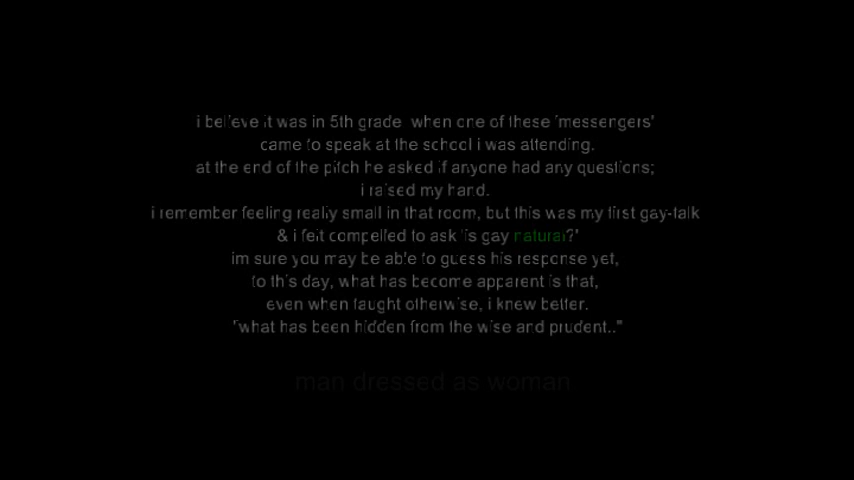 i believe it was in 5th grade when one of these 'messengers'
came to speak at the school i was attending.
at the end of the pitch he asked if anyone had any questions;
i raised my hand.
i remember feeling really small in that room, but this was my first gay-talk
& i felt compelled to ask 'is gay natural?'
im sure you may be able to guess his response yet,
to this day, what has become apparent is that,
even when taught otherwise, i knew better.
"what has been hidden from the wise and prudent.."
man dressed as woman